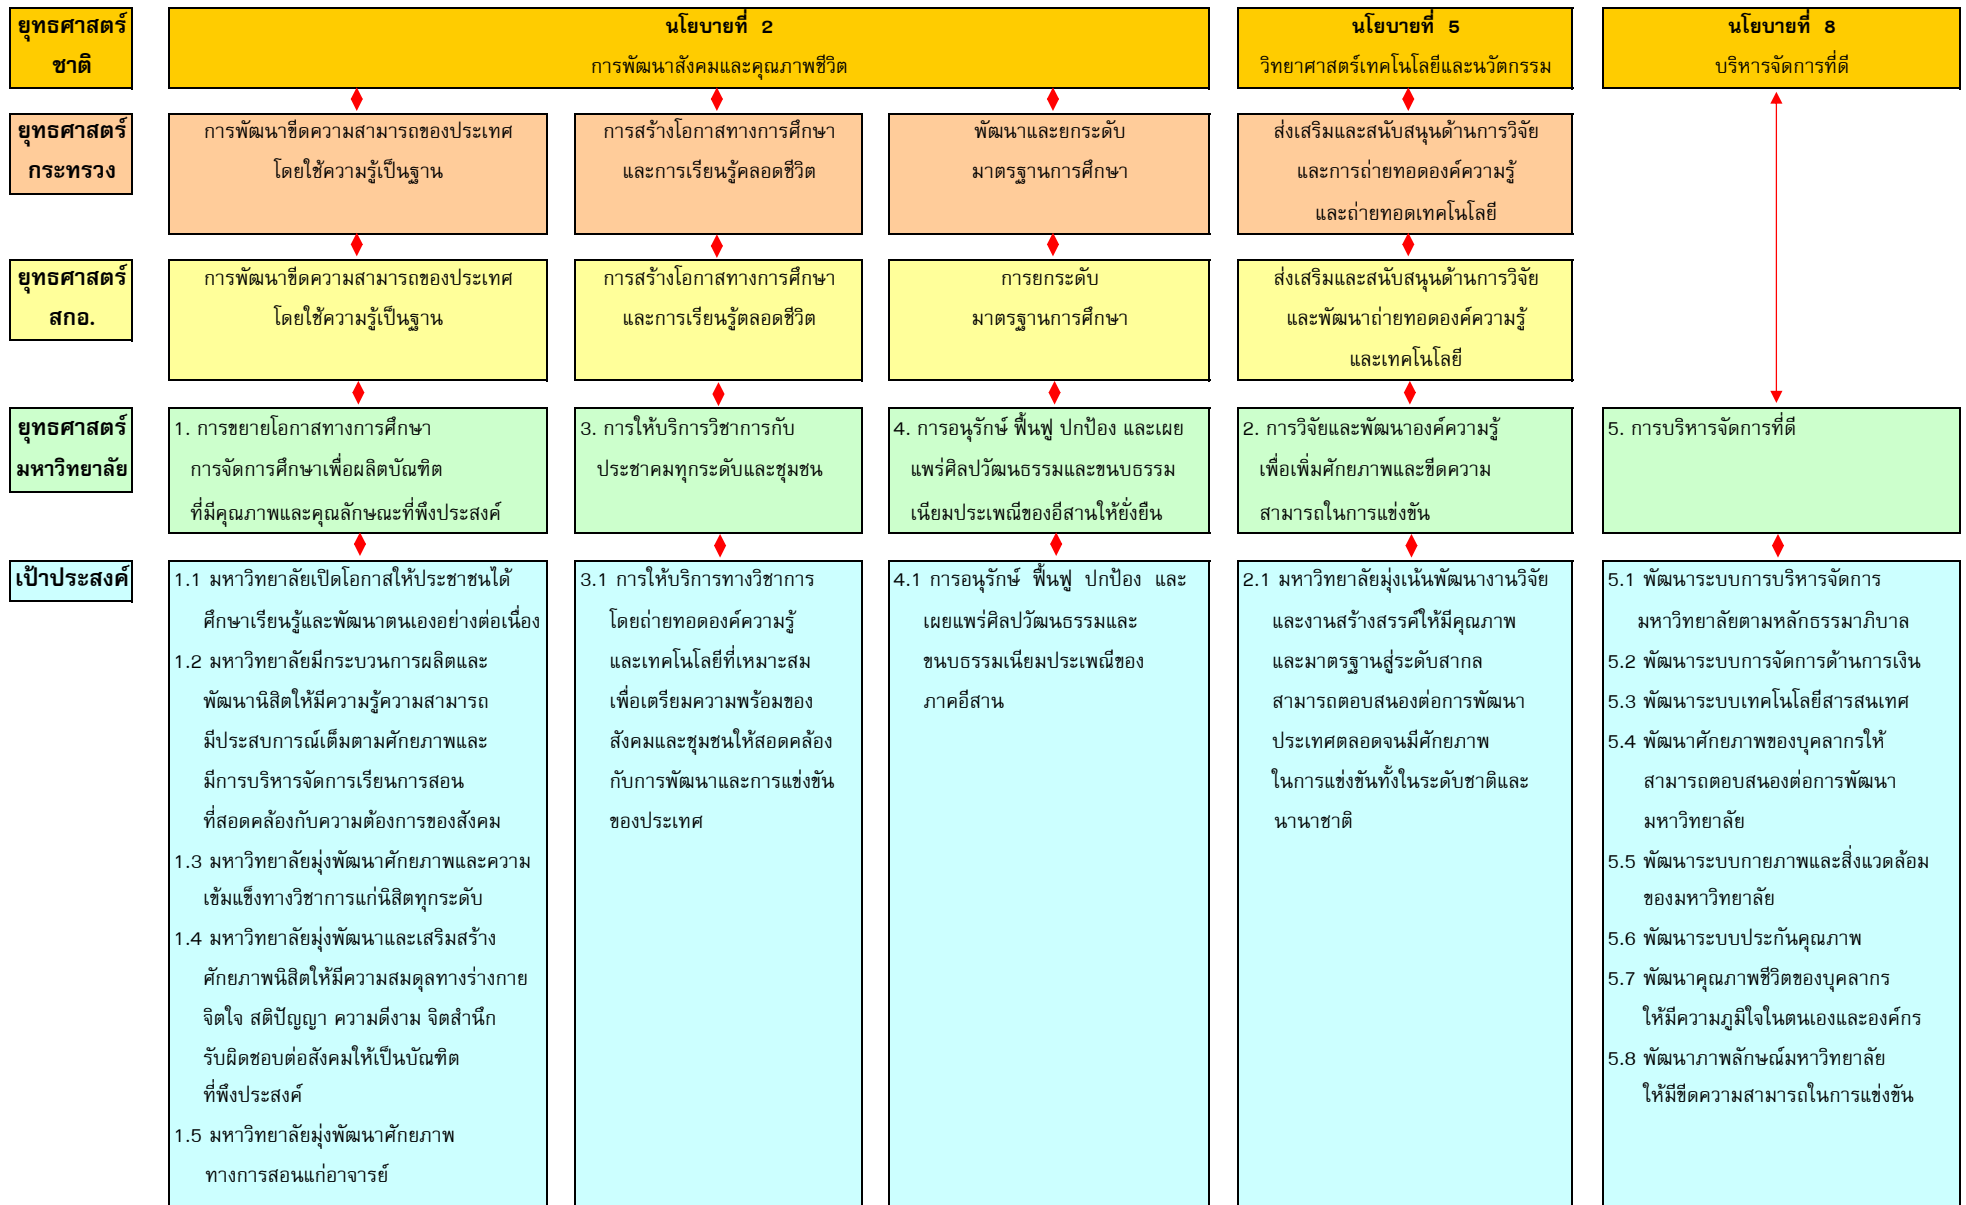 ยุทธศาสตร์
ชาติ
นโยบายที่ 2
การพัฒนาสังคมและคุณภาพชีวิต
นโยบายที่ 5
วิทยาศาสตร์เทคโนโลยีและนวัตกรรม
นโยบายที่ 8
บริหารจัดการที่ดี
ยุทธศาสตร์
กระทรวง
การพัฒนาขีดความสามารถของประเทศ
โดยใช้ความรู้เป็นฐาน
การสร้างโอกาสทางการศึกษา
และการเรียนรู้คลอดชีวิต
พัฒนาและยกระดับ
มาตรฐานการศึกษา
ส่งเสริมและสนับสนุนด้านการวิจัย
และการถ่ายทอดองค์ความรู้
และถ่ายทอดเทคโนโลยี
ยุทธศาสตร์
สกอ.
การพัฒนาขีดความสามารถของประเทศ
โดยใช้ความรู้เป็นฐาน
การสร้างโอกาสทางการศึกษา
และการเรียนรู้ตลอดชีวิต
การยกระดับ
มาตรฐานการศึกษา
ส่งเสริมและสนับสนุนด้านการวิจัย
และพัฒนาถ่ายทอดองค์ความรู้
และเทคโนโลยี
ยุทธศาสตร์
มหาวิทยาลัย
1. การขยายโอกาสทางการศึกษา
การจัดการศึกษาเพื่อผลิตบัณฑิต
ที่มีคุณภาพและคุณลักษณะที่พึงประสงค์
3. การให้บริการวิชาการกับ
ประชาคมทุกระดับและชุมชน
4. การอนุรักษ์ ฟื้นฟู ปกป้อง และเผย
แพร่ศิลปวัฒนธรรมและขนบธรรม
เนียมประเพณีของอีสานให้ยั่งยืน
2. การวิจัยและพัฒนาองค์ความรู้
เพื่อเพิ่มศักยภาพและขีดความ
สามารถในการแข่งขัน
5. การบริหารจัดการที่ดี
เป้าประสงค์
1.1 มหาวิทยาลัยเปิดโอกาสให้ประชาชนได้
ศึกษาเรียนรู้และพัฒนาตนเองอย่างต่อเนื่อง
1.2 มหาวิทยาลัยมีกระบวนการผลิตและ
พัฒนานิสิตให้มีความรู้ความสามารถ
มีประสบการณ์เต็มตามศักยภาพและ
มีการบริหารจัดการเรียนการสอน
ที่สอดคล้องกับความต้องการของสังคม
1.3 มหาวิทยาลัยมุ่งพัฒนาศักยภาพและความ
เข้มแข็งทางวิชาการแก่นิสิตทุกระดับ
1.4 มหาวิทยาลัยมุ่งพัฒนาและเสริมสร้าง
ศักยภาพนิสิตให้มีความสมดุลทางร่างกาย
จิตใจ สติปัญญา ความดีงาม จิตสำนึก
รับผิดชอบต่อสังคมให้เป็นบัณฑิต
ที่พึงประสงค์
1.5 มหาวิทยาลัยมุ่งพัฒนาศักยภาพ
ทางการสอนแก่อาจารย์
3.1 การให้บริการทางวิชาการ
โดยถ่ายทอดองค์ความรู้
และเทคโนโลยีที่เหมาะสม
เพื่อเตรียมความพร้อมของ
สังคมและชุมชนให้สอดคล้อง
กับการพัฒนาและการแข่งขัน
ของประเทศ
4.1 การอนุรักษ์ ฟื้นฟู ปกป้อง และ
เผยแพร่ศิลปวัฒนธรรมและ
ขนบธรรมเนียมประเพณีของ
ภาคอีสาน
2.1 มหาวิทยาลัยมุ่งเน้นพัฒนางานวิจัย
และงานสร้างสรรค์ให้มีคุณภาพ
และมาตรฐานสู่ระดับสากล
สามารถตอบสนองต่อการพัฒนา
ประเทศตลอดจนมีศักยภาพ
ในการแข่งขันทั้งในระดับชาติและ
นานาชาติ
5.1 พัฒนาระบบการบริหารจัดการ
มหาวิทยาลัยตามหลักธรรมาภิบาล
5.2 พัฒนาระบบการจัดการด้านการเงิน
5.3 พัฒนาระบบเทคโนโลยีสารสนเทศ
5.4 พัฒนาศักยภาพของบุคลากรให้
สามารถตอบสนองต่อการพัฒนา
มหาวิทยาลัย
5.5 พัฒนาระบบกายภาพและสิ่งแวดล้อม
ของมหาวิทยาลัย
5.6 พัฒนาระบบประกันคุณภาพ
5.7 พัฒนาคุณภาพชีวิตของบุคลากร
ให้มีความภูมิใจในตนเองและองค์กร
5.8 พัฒนาภาพลักษณ์มหาวิทยาลัย
ให้มีขีดความสามารถในการแข่งขัน